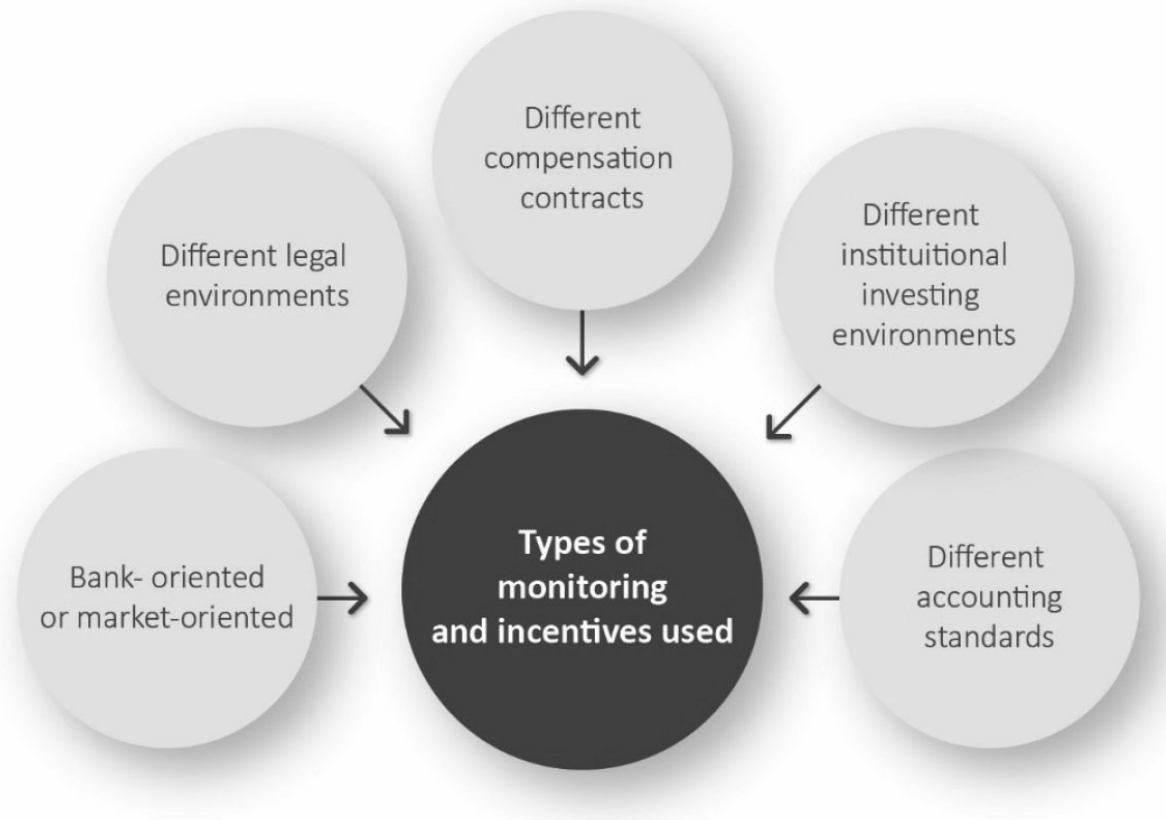 Different
compensation
contracts
Different legal
environments
Different
instituitional
investing
environments
Bank- oriented
or market-oriented
Types of
monitoring
and incentives used
Different
accounting
standards